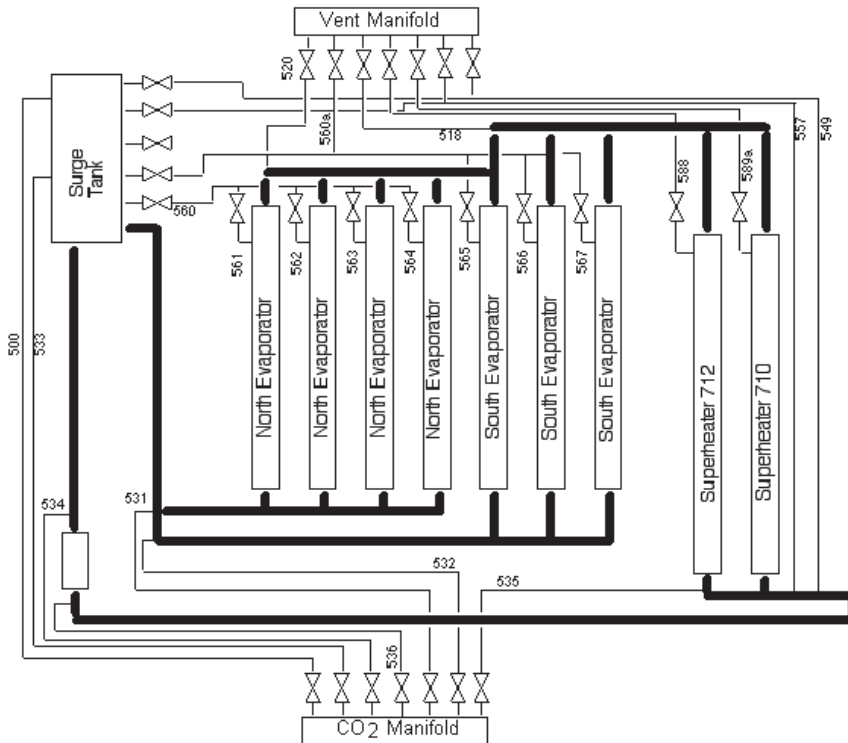 Vent Manifold
520
560a
518
557
549
588
589a
Surge
Tank
560
561
562
563
564
565
566
567
500
533
North Evaporator
North Evaporator
North Evaporator
North Evaporator
South Evaporator
South Evaporator
South Evaporator
Superheater 712
Superheater 710
534
531
532
535
536
CO2 Manifold